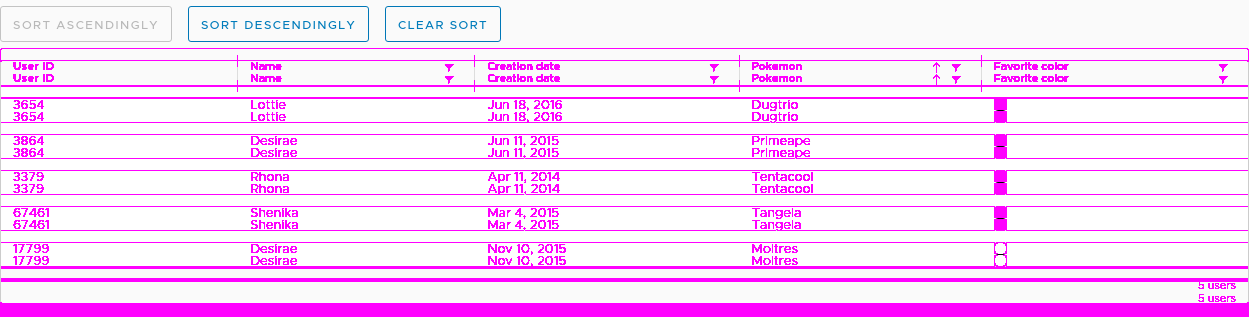 SORT ASCENDINGLY SORT DESCENDINGLY CLEAR SORT
User ID Name Creation date Pokemon Favorite color
User ID Name Creation date Pokemon Favorite color
3654 Lottie Jun 18, 2016 Dugtrio
3654 Lottie Jun 18, 2016 Dugtrio
3864 Desirae Jun 11, 2015 Primeape
3864 Desirae Jun 11, 2015 Primeape
3379 Rhona Apr 11, 2014 Tentacool
3379 Rhona Apr 11, 2014 Tentacool
67461 Shenika Mar 4, 2015 Tangela
67461 Shenika Mar 4, 2015 Tangela
17799 Desirae Nov 10, 2015 Moltres
17799 Desirae Nov 10, 2015 Moltres
5 users
5 users